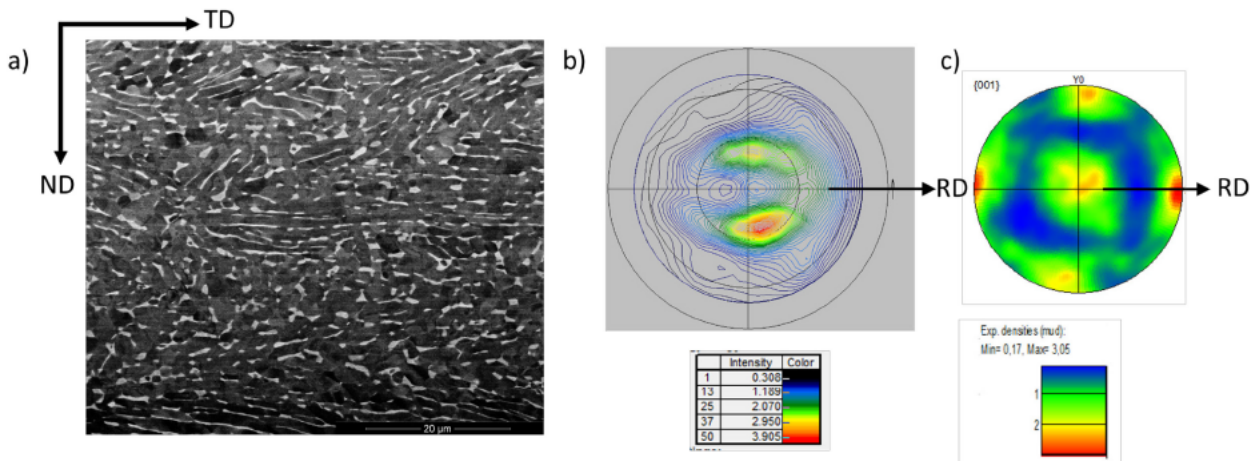 a)
TD
ND
20 µm
b)
RD
Intensity Color
1 0.308
13 1.189
25 2.070
37 2.950
50 3.905
c)
{001}
Y0
RD
Exp. densities (mud):
Min= 0,17, Max= 3,05
1
2